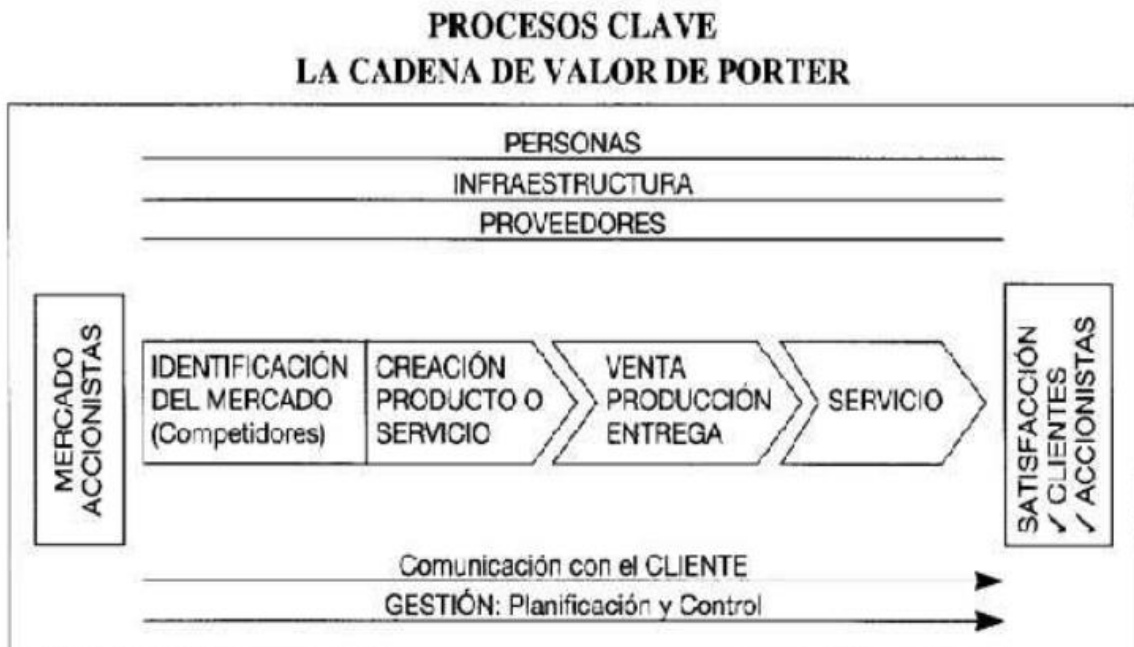 PROCESOS CLAVE
LA CADENA DE VALOR DE PORTER
PERSONAS
INFRAESTRUCTURA
PROVEEDORES
MERCADO
ACCIONISTAS
IDENTIFICACIÓN
DEL MERCADO
(Competidores)
CREACIÓN
PRODUCTO O
SERVICIO
VENTA
PRODUCCIÓN
ENTREGA
SERVICIO
SATISFACCIÓN
✓ CLIENTES
✓ ACCIONISTAS
Comunicación con el CLIENTE
GESTIÓN: Planificación y Control